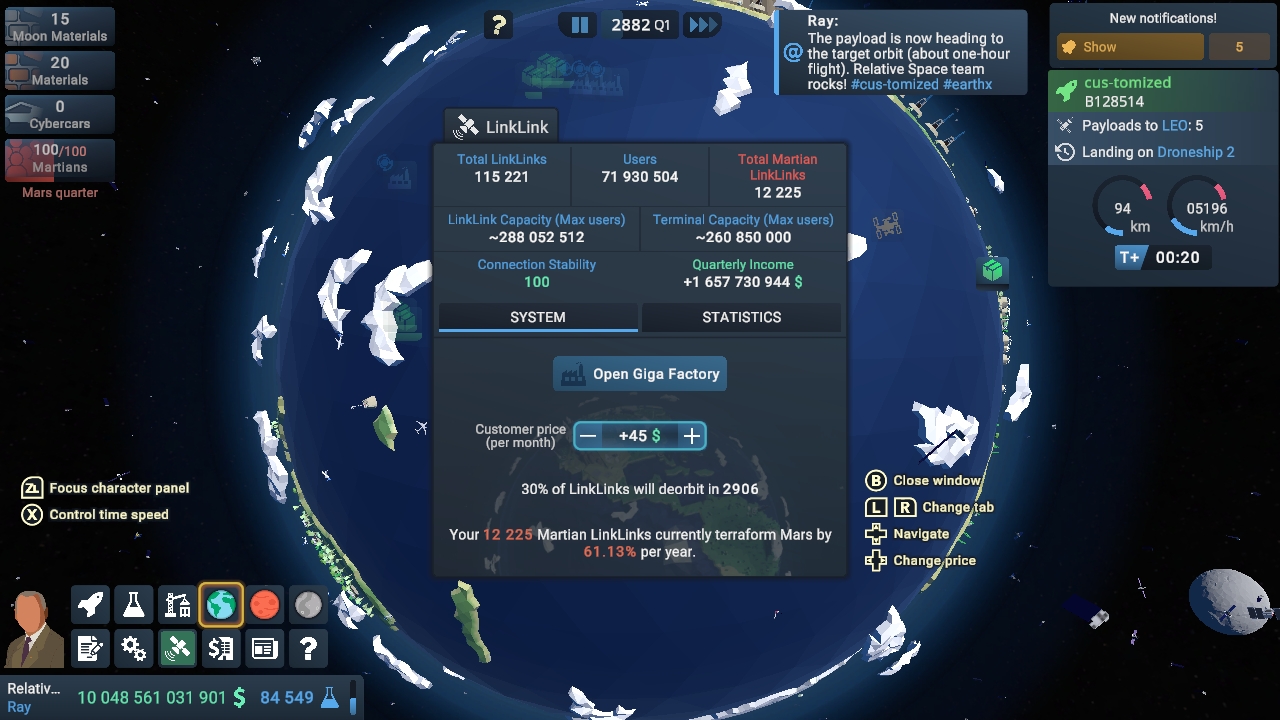 15
Moon Materials
20
Materials
0
Cybercars
100/100
Martians
Mars quarter
?
2882 Q1
Ray:
The payload is now heading to
the target orbit (about one-hour
flight). Relative Space team
rocks! #cus-tomized #earthx
New notifications!
Show
5
cus-tomized
B128514
Payloads to LEO: 5
Landing on Droneship 2
94
km
05196
km/h
T+ 00:20
LinkLink
Total LinkLinks
115 221
Users
71 930 504
Total Martian
LinkLinks
12 225
LinkLink Capacity (Max users)
~288 052 512
Terminal Capacity (Max users)
~260 850 000
Connection Stability
100
Quarterly Income
+1 657 730 944 $
SYSTEM
STATISTICS
Open Giga Factory
Customer price
(per month)
+45 $
30% of LinkLinks will deorbit in 2906
Your 12 225 Martian LinkLinks currently terraform Mars by
61.13% per year.
ZL Focus character panel
X Control time speed
B Close window
L R Change tab
Navigate
Change price
?
Relativ...
Ray
10 048 561 031 901 $
84 549